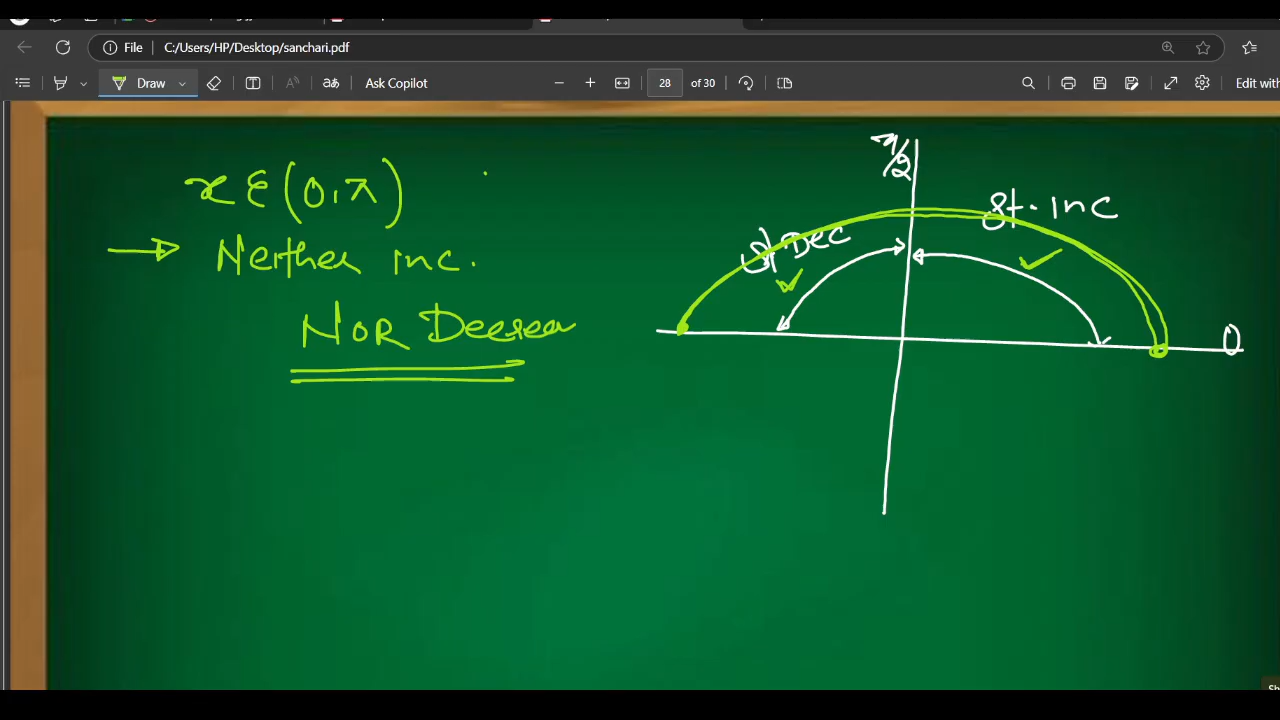 File C:/Users/HP/Desktop/sanchari.pdf
Draw Ask Copilot 28 of 30 Edit with
x ∈ (0, π)
→ Neither inc.
NOR Decrea
π/2
st. inc
st Dec
0